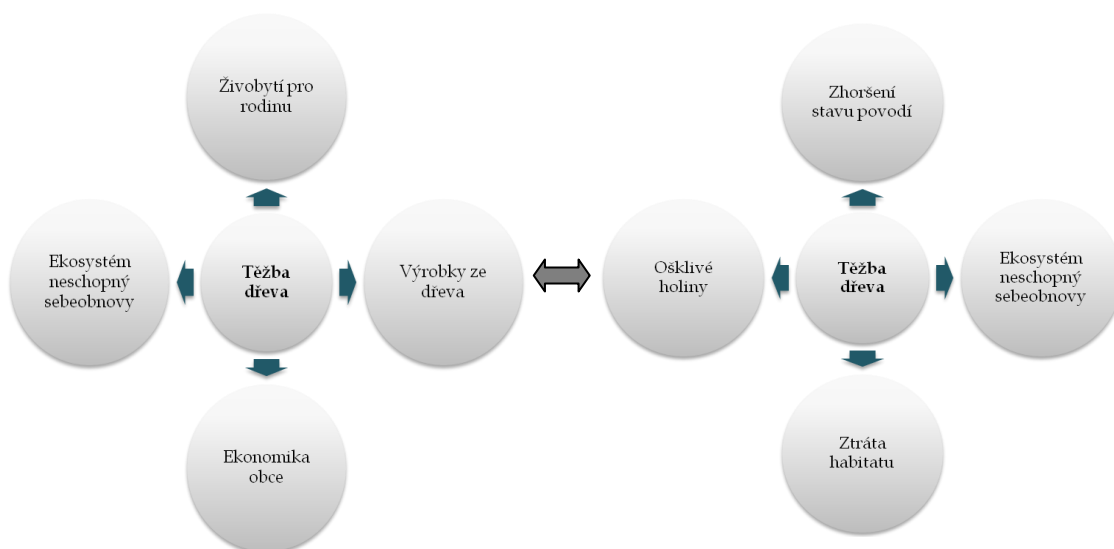 Živobytí pro
rodinu
Ekosystém
neschopný
sebeobnovy
Těžba
dřeva
Výrobky ze
dřeva
Ekonomika
obce
Zhoršení
stavu povodí
Ošklivé
holiny
Těžba
dřeva
Ekosystém
neschopný
sebeobnovy
Ztráta
habitatu